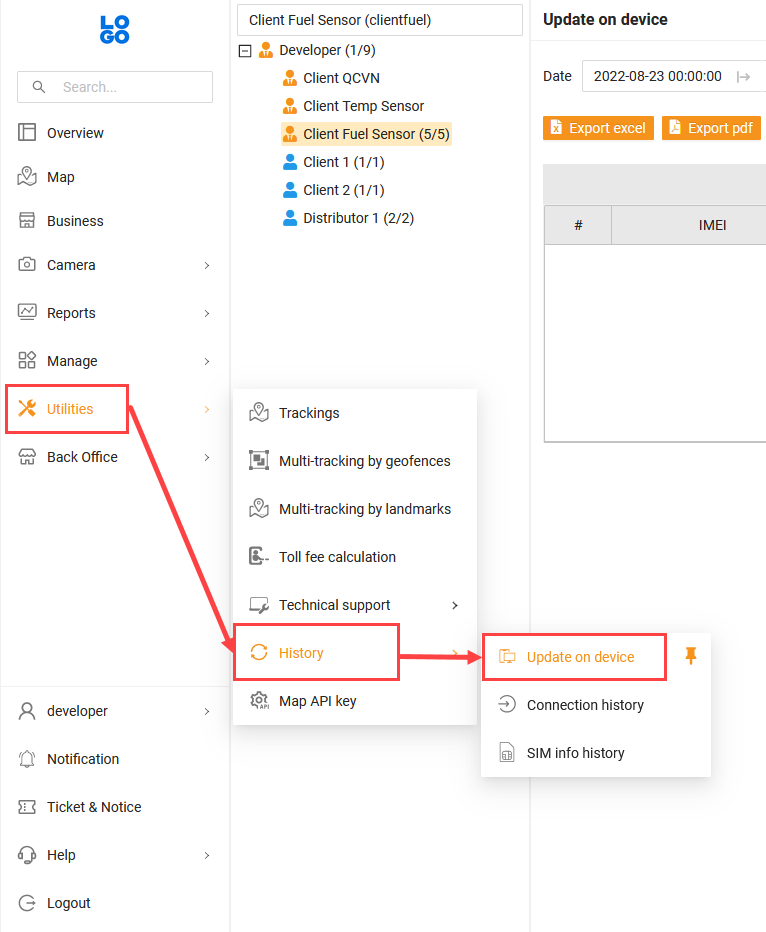 LO
GO
Search...
Overview
Map
Business
Camera
Reports
Manage
Utilities
Back Office
developer
Notification
Ticket & Notice
Help
Logout
Client Fuel Sensor (clientfuel)
Developer (1/9)
Client QCVN
Client Temp Sensor
Client Fuel Sensor (5/5)
Client 1 (1/1)
Client 2 (1/1)
Distributor 1 (2/2)
Trackings
Multi-tracking by geofences
Multi-tracking by landmarks
Toll fee calculation
Technical support
History
API
Map API key
Update on device
Connection history
SIM info history
Update on device
Date 2022-08-23 00:00:00
Export excel Export pdf
# IMEI